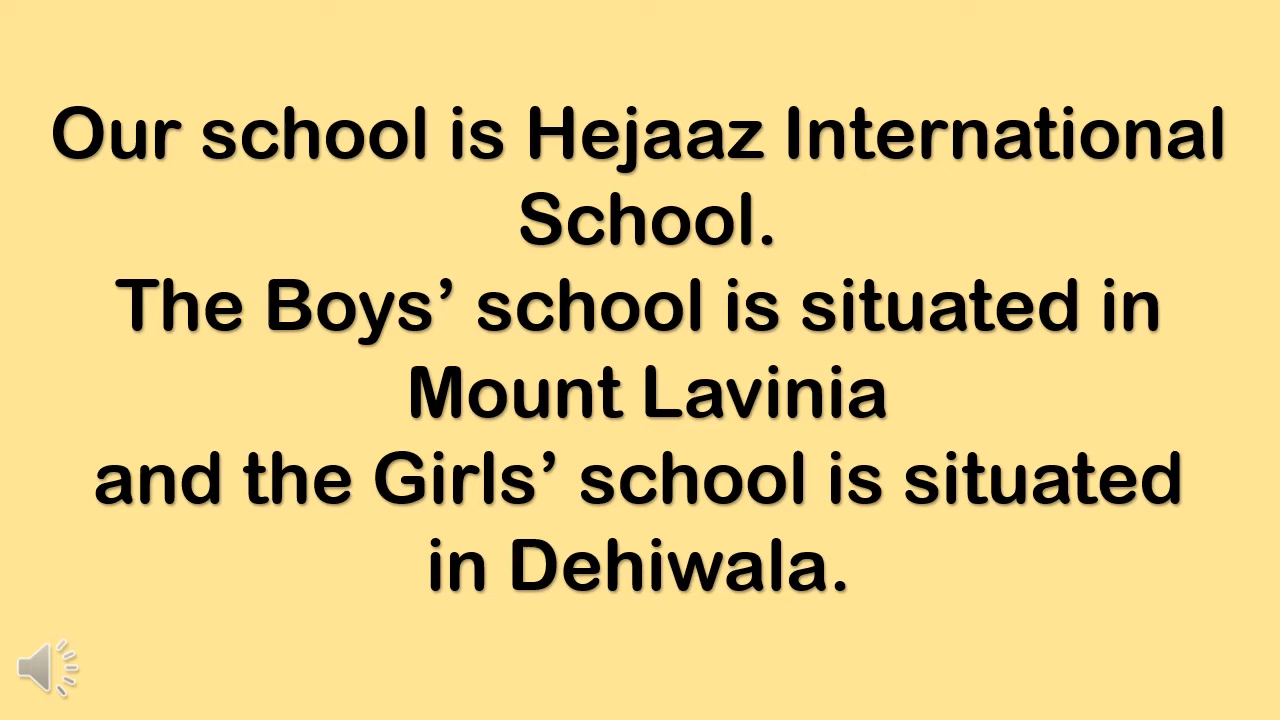 Our school is Hejaaz International
School.
The Boys’ school is situated in
Mount Lavinia
and the Girls’ school is situated
in Dehiwala.